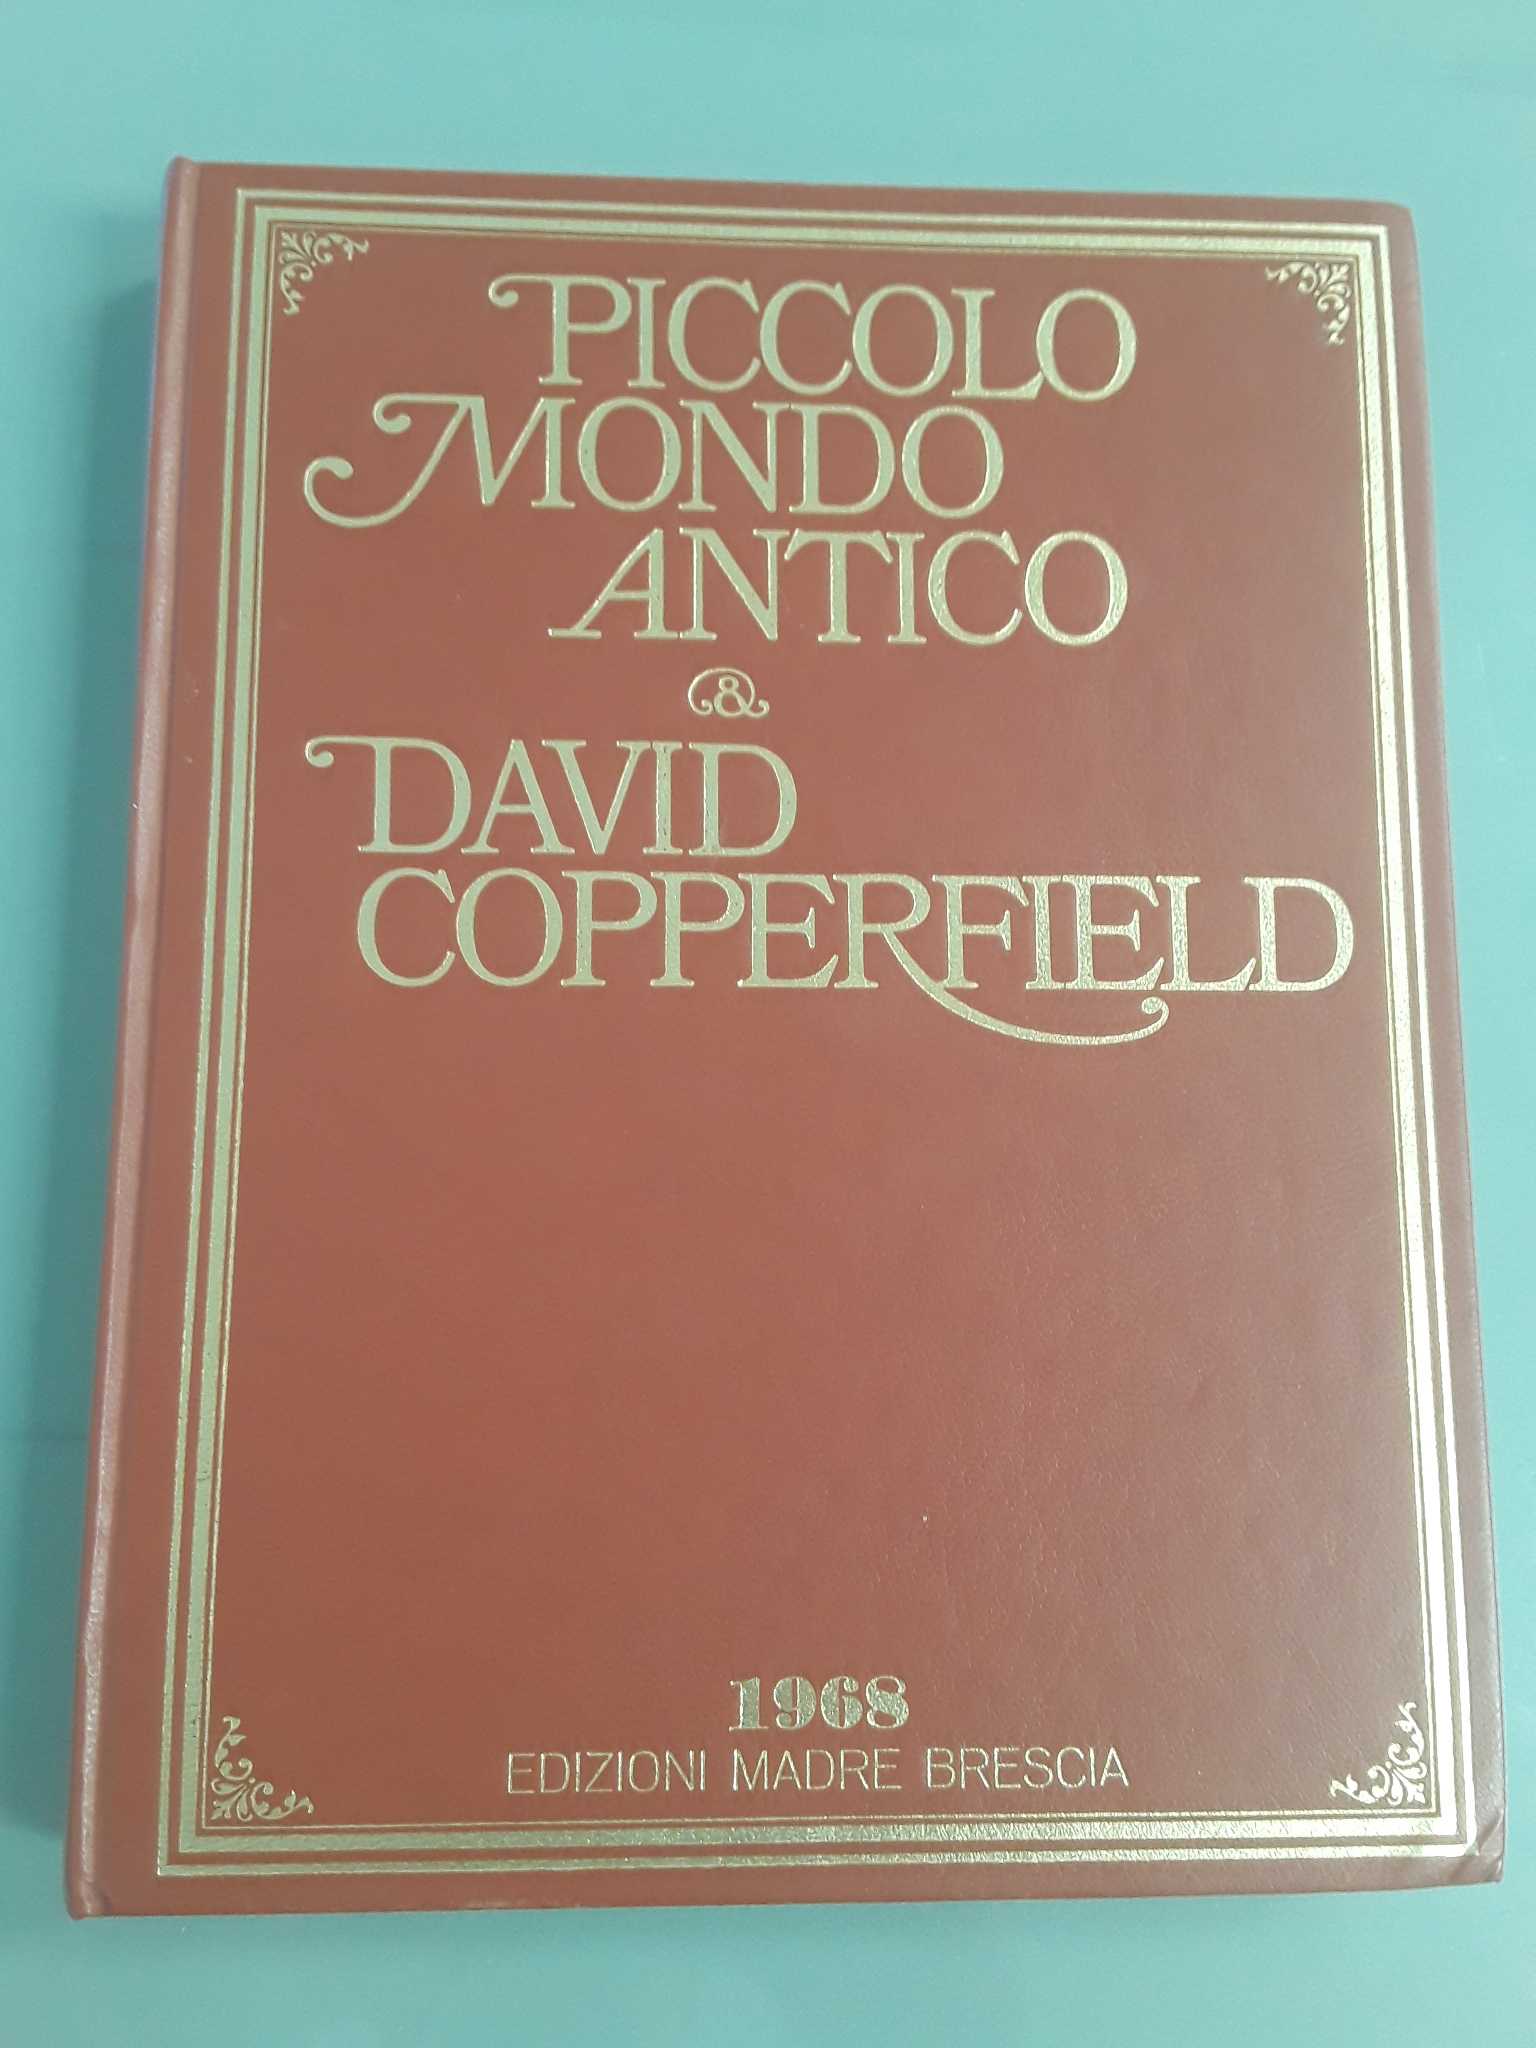 PICCOLO
MONDO
ANTICO
&
DAVID
COPPERFIELD
1968
EDIZIONI MADRE BRESCIA